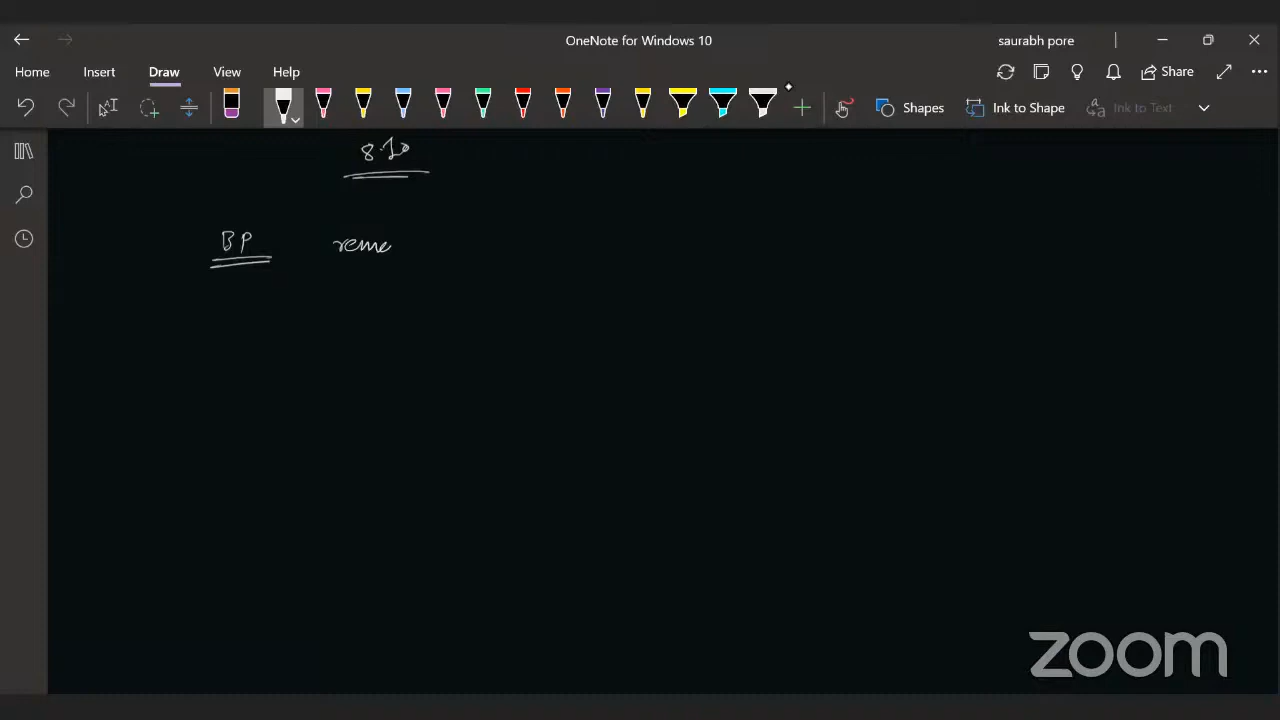 OneNote for Windows 10
saurabh pore
Home Insert Draw View Help
Share
Shapes
Ink to Shape
Ink to Text
8.10
BP reme
zoom